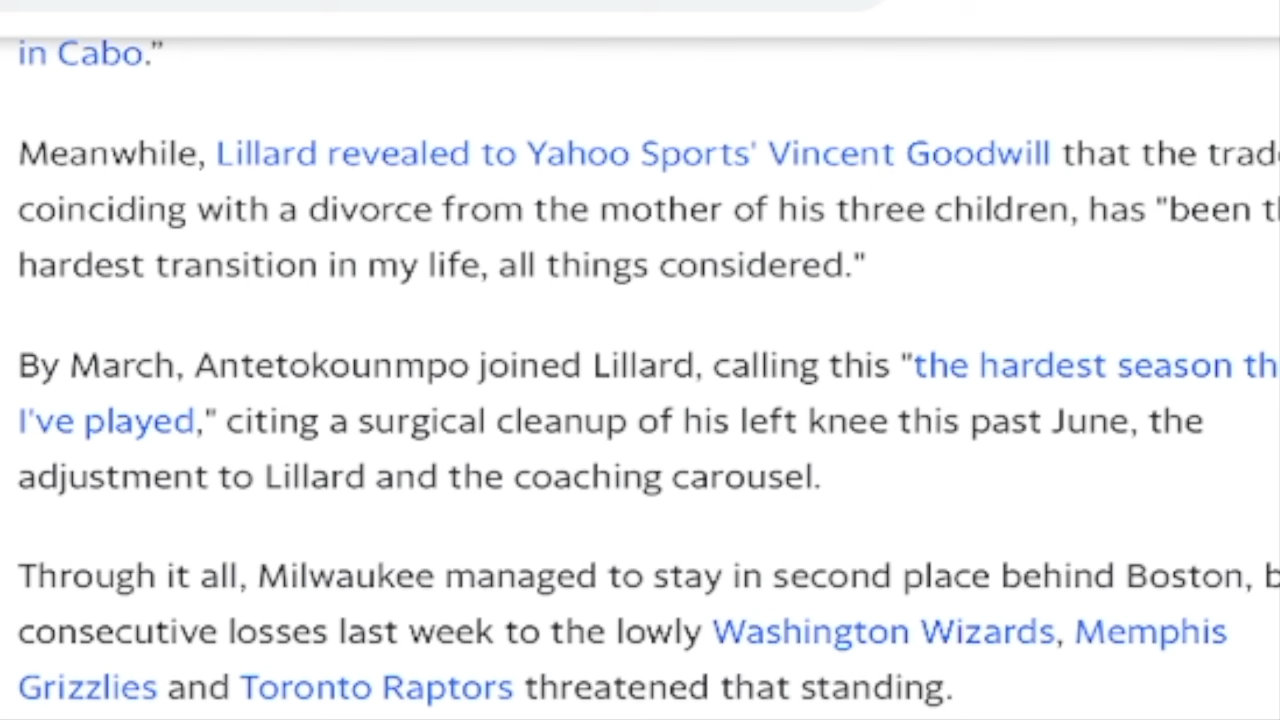 in Cabo."
Meanwhile, Lillard revealed to Yahoo Sports' Vincent Goodwill that the
coinciding with a divorce from the mother of his three children, has "been
hardest transition in my life, all things considered."
By March, Antetokounmpo joined Lillard, calling this "the hardest season
I've played," citing a surgical cleanup of his left knee this past June, the
adjustment to Lillard and the coaching carousel.
Through it all, Milwaukee managed to stay in second place behind Boston,
consecutive losses last week to the lowly Washington Wizards, Memphis
Grizzlies and Toronto Raptors threatened that standing.